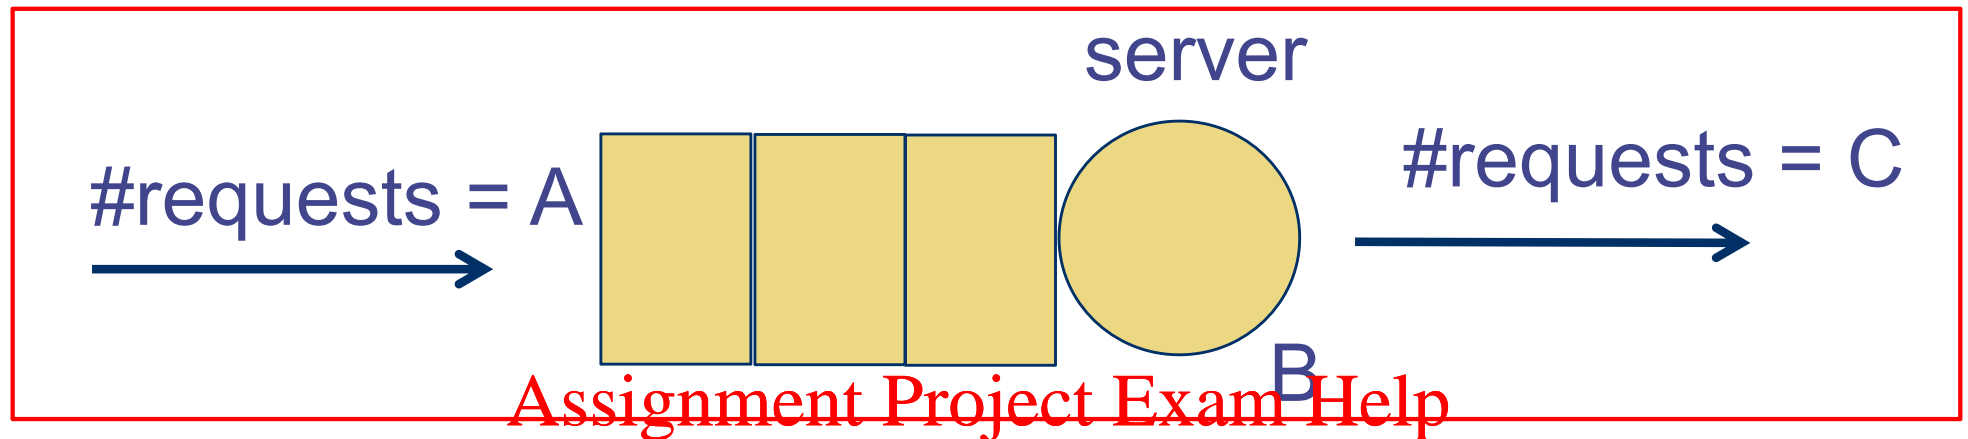 server
#requests = A
#requests = C
B
Assignment Project Exam Help